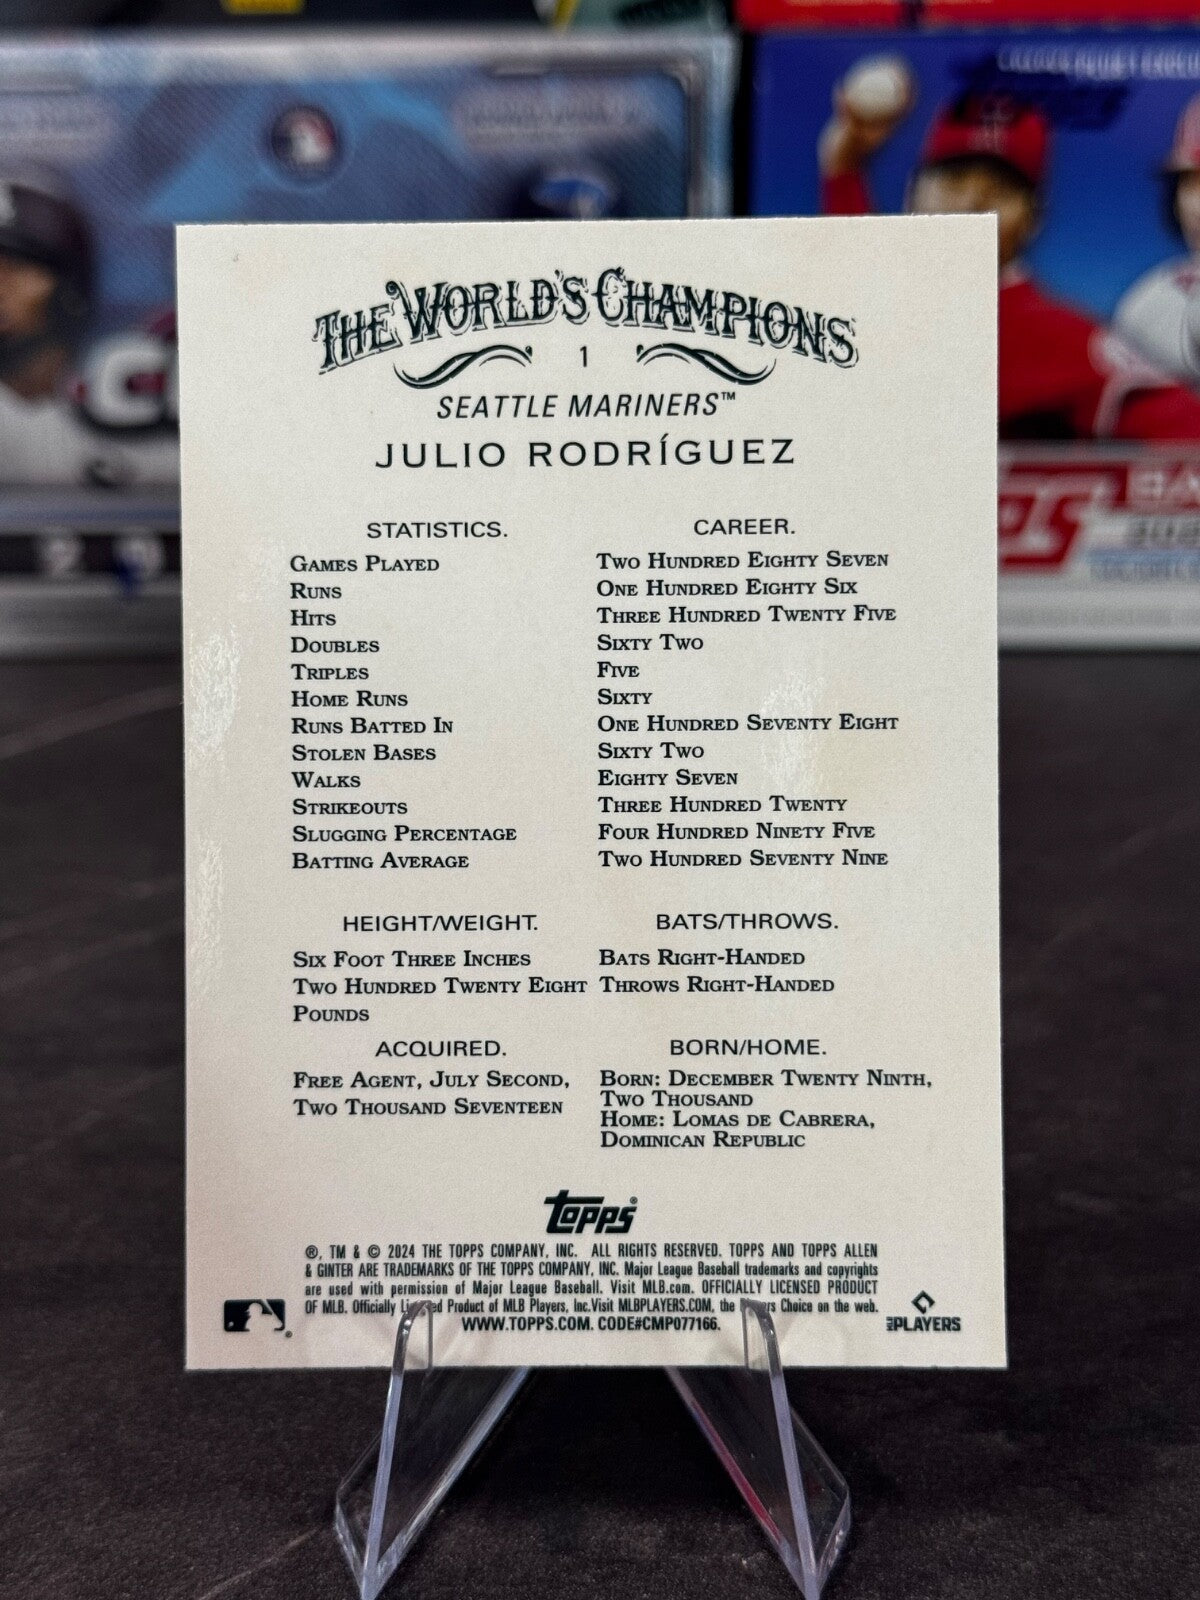 THE WORLD'S CHAMPIONS
1
SEATTLE MARINERS™
JULIO RODRÍGUEZ
STATISTICS. CAREER.
GAMES PLAYED TWO HUNDRED EIGHTY SEVEN
RUNS ONE HUNDRED EIGHTY SIX
HITS THREE HUNDRED TWENTY FIVE
DOUBLES SIXTY TWO
TRIPLES FIVE
HOME RUNS SIXTY
RUNS BATTED IN ONE HUNDRED SEVENTY EIGHT
STOLEN BASES SIXTY TWO
WALKS EIGHTY SEVEN
STRIKEOUTS THREE HUNDRED TWENTY
SLUGGING PERCENTAGE FOUR HUNDRED NINETY FIVE
BATTING AVERAGE TWO HUNDRED SEVENTY NINE
HEIGHT/WEIGHT.
SIX FOOT THREE INCHES
TWO HUNDRED TWENTY EIGHT
POUNDS
BATS/THROWS.
BATS RIGHT-HANDED
THROWS RIGHT-HANDED
ACQUIRED.
FREE AGENT, JULY SECOND,
TWO THOUSAND SEVENTEEN
BORN/HOME.
BORN: DECEMBER TWENTY NINTH,
TWO THOUSAND
HOME: LOMAS DE CABRERA,
DOMINICAN REPUBLIC
Topps®
®, TM & © 2024 THE TOPPS COMPANY, INC. ALL RIGHTS RESERVED. TOPPS AND TOPPS ALLEN
& GINTER ARE TRADEMARKS OF THE TOPPS COMPANY, INC. Major League Baseball trademarks and copyrights
are used with permission of Major League Baseball. Visit MLB.com. OFFICIALLY LICENSED PRODUCT
OF MLB. Officially Product of MLB Players, Inc.Visit MLBPLAYERS.COM, the Choice on the web.
WWW.TOPPS.COM. CODE#CMP077166.
MLB PLAYERS